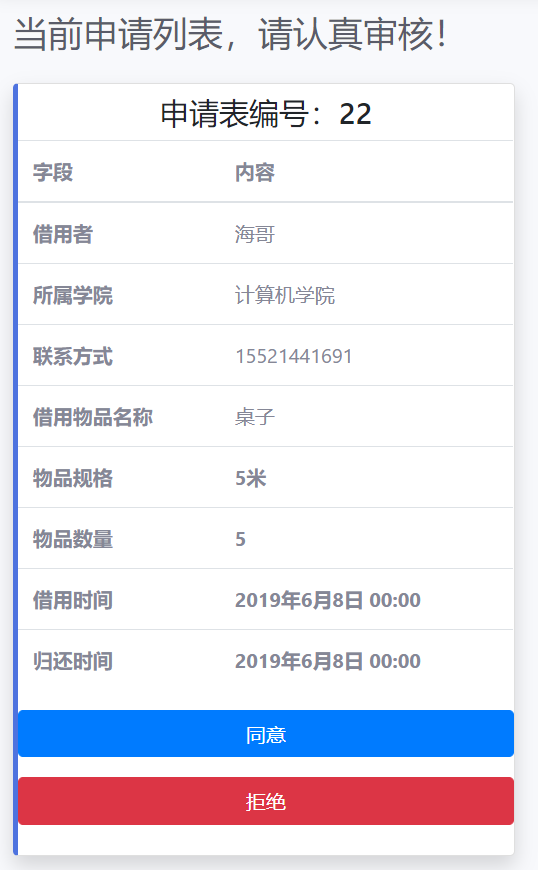 当前申请列表，请认真审核！
申请表编号：22
字段 内容
借用者 海哥
所属学院 计算机学院
联系方式 15521441691
借用物品名称 桌子
物品规格 5米
物品数量 5
借用时间 2019年6月8日 00:00
归还时间 2019年6月8日 00:00
同意
拒绝